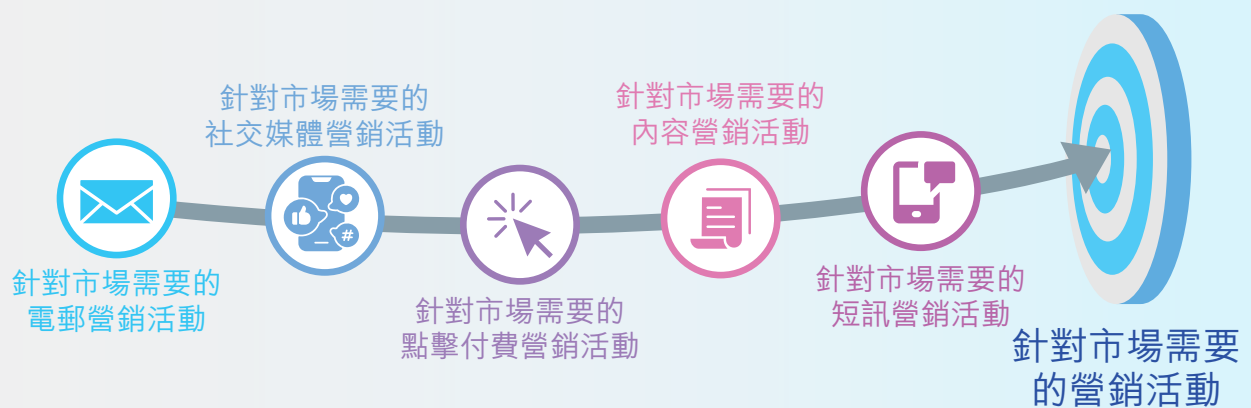 針對市場需要的
電郵營銷活動
針對市場需要的
社交媒體營銷活動
針對市場需要的
點擊付費營銷活動
針對市場需要的
內容營銷活動
針對市場需要的
短訊營銷活動
針對市場需要
的營銷活動
#